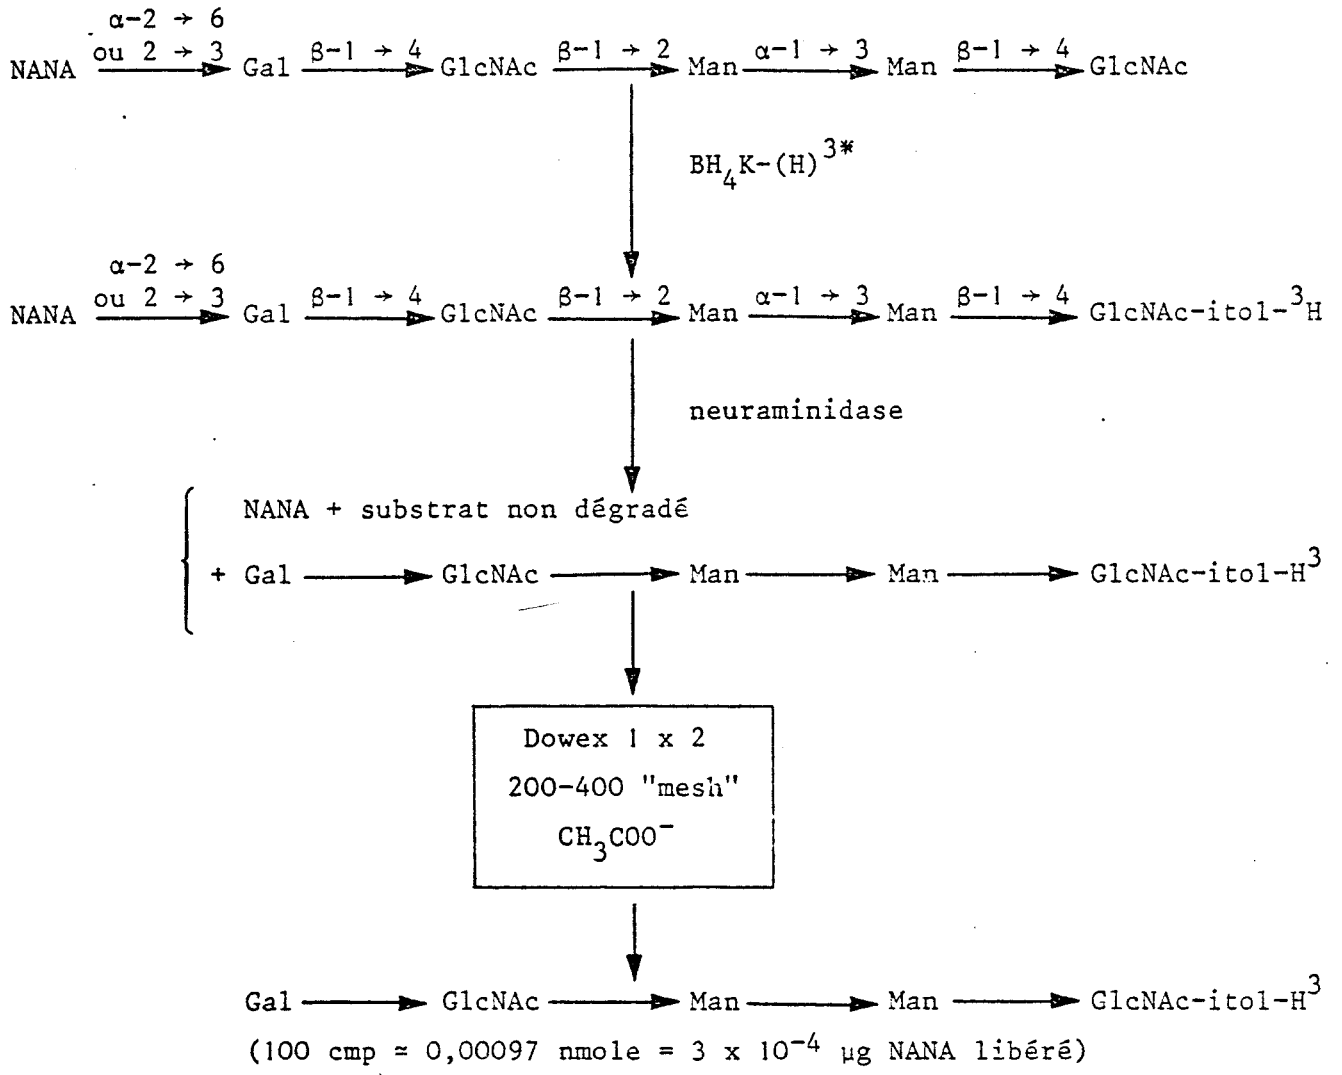 α-2 → 6
ou 2 → 3 β-1 → 4 β-1 → 2 α-1 → 3 β-1 → 4
NANA Gal GlcNAc Man Man GlcNAc
BH₄K-(H)³*
α-2 → 6
ou 2 → 3 β-1 → 4 β-1 → 2 α-1 → 3 β-1 → 4
NANA Gal GlcNAc Man Man GlcNAc-itol-³H
neuraminidase
NANA + substrat non dégradé
+ Gal GlcNAc Man Man GlcNAc-itol-H³
Dowex 1 x 2
200-400 "mesh"
CH₃COO⁻
Gal GlcNAc Man Man GlcNAc-itol-H³
(100 cmp ≃ 0,00097 nmole = 3 x 10⁻⁴ μg NANA libéré)